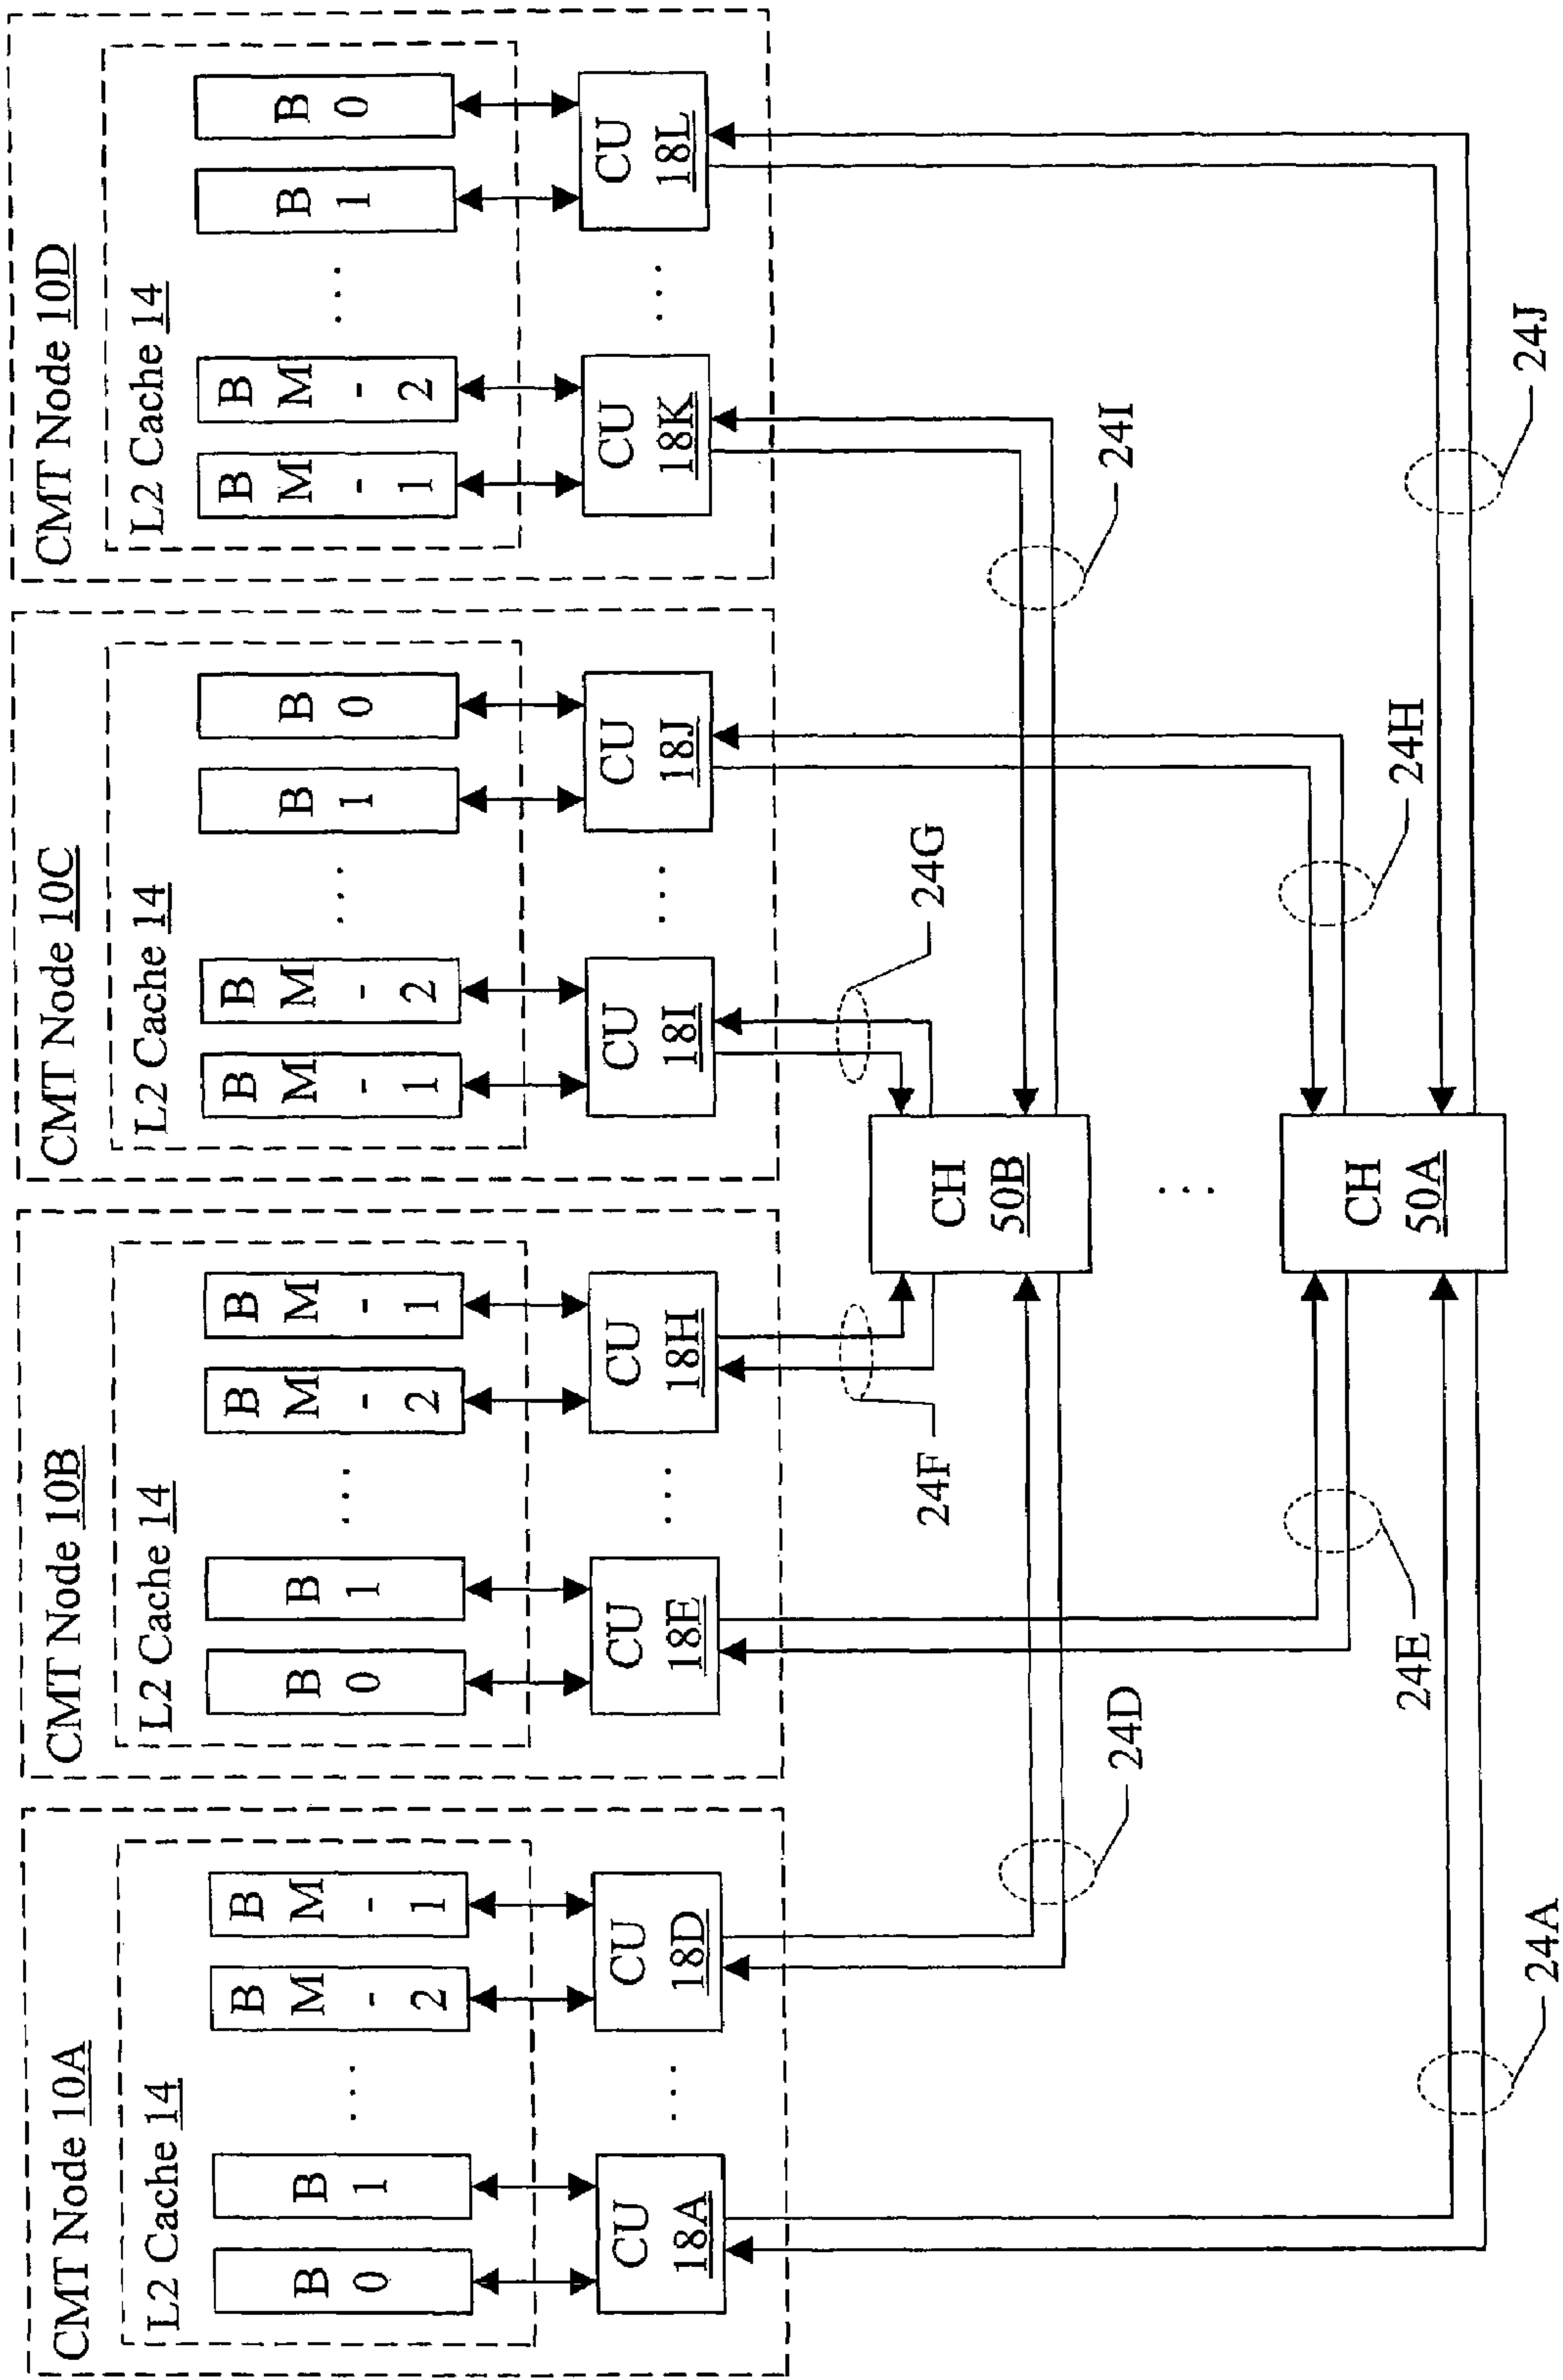 CMT Node 10A
L2 Cache 14
B 0
B 1
...
B M - 2
B M - 1
CU 18A
...
CU 18D
CMT Node 10B
L2 Cache 14
B 0
B 1
...
B M - 2
B M - 1
CU 18E
...
CU 18H
CMT Node 10C
L2 Cache 14
B M - 1
B M - 2
...
B 1
B 0
CU 18I
...
CU 18J
CMT Node 10D
L2 Cache 14
B M - 1
B M - 2
...
B 1
B 0
CU 18K
...
CU 18L
24F
24G
CH 50B
24D
24I
...
CH 50A
24E
24H
24A
24J